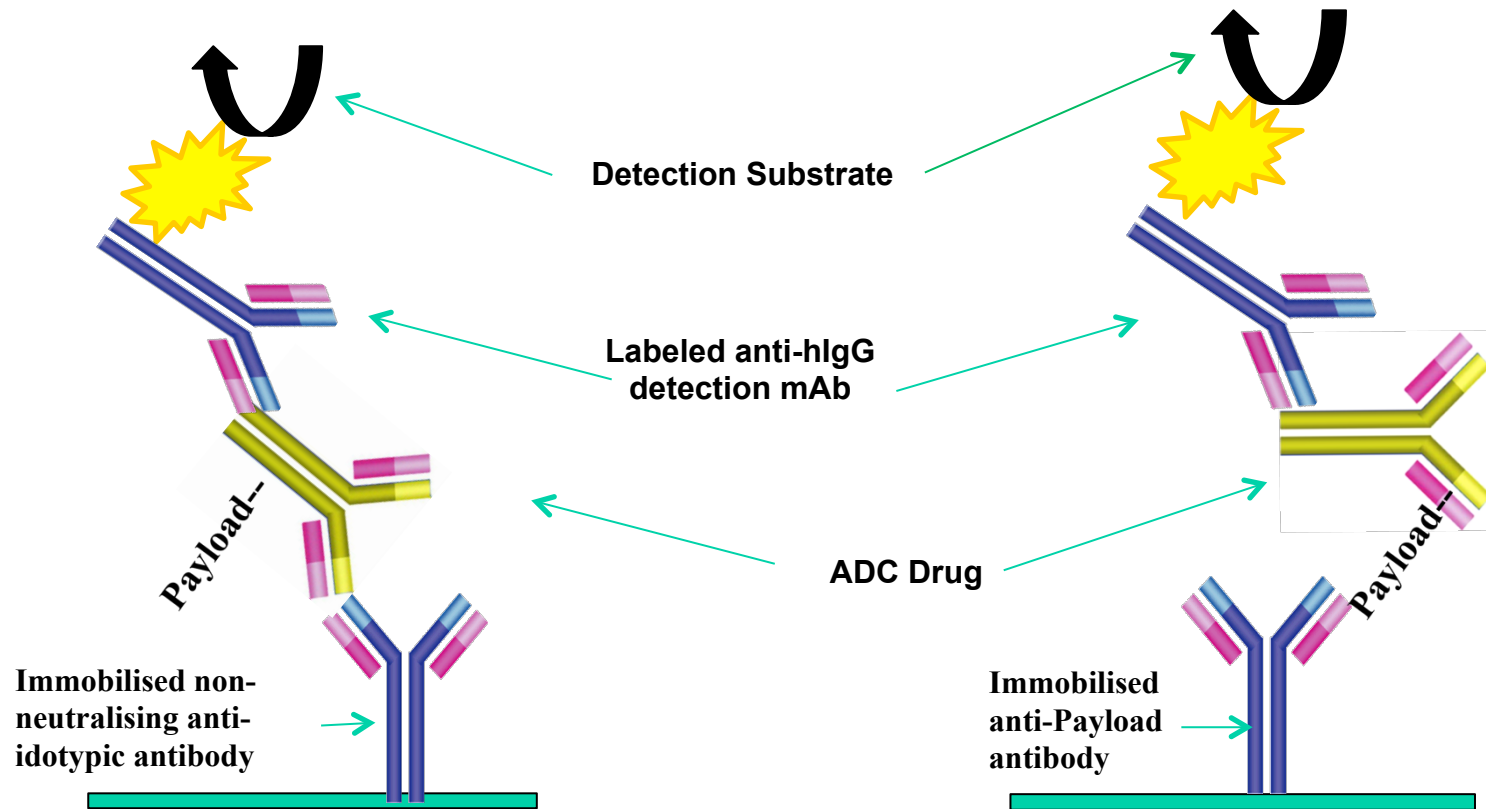 Detection Substrate
Labeled anti-hIgG
detection mAb
Payload--
ADC Drug
Payload--
Immobilised non-
neutralising anti-
idotypic antibody
Immobilised
anti-Payload
antibody